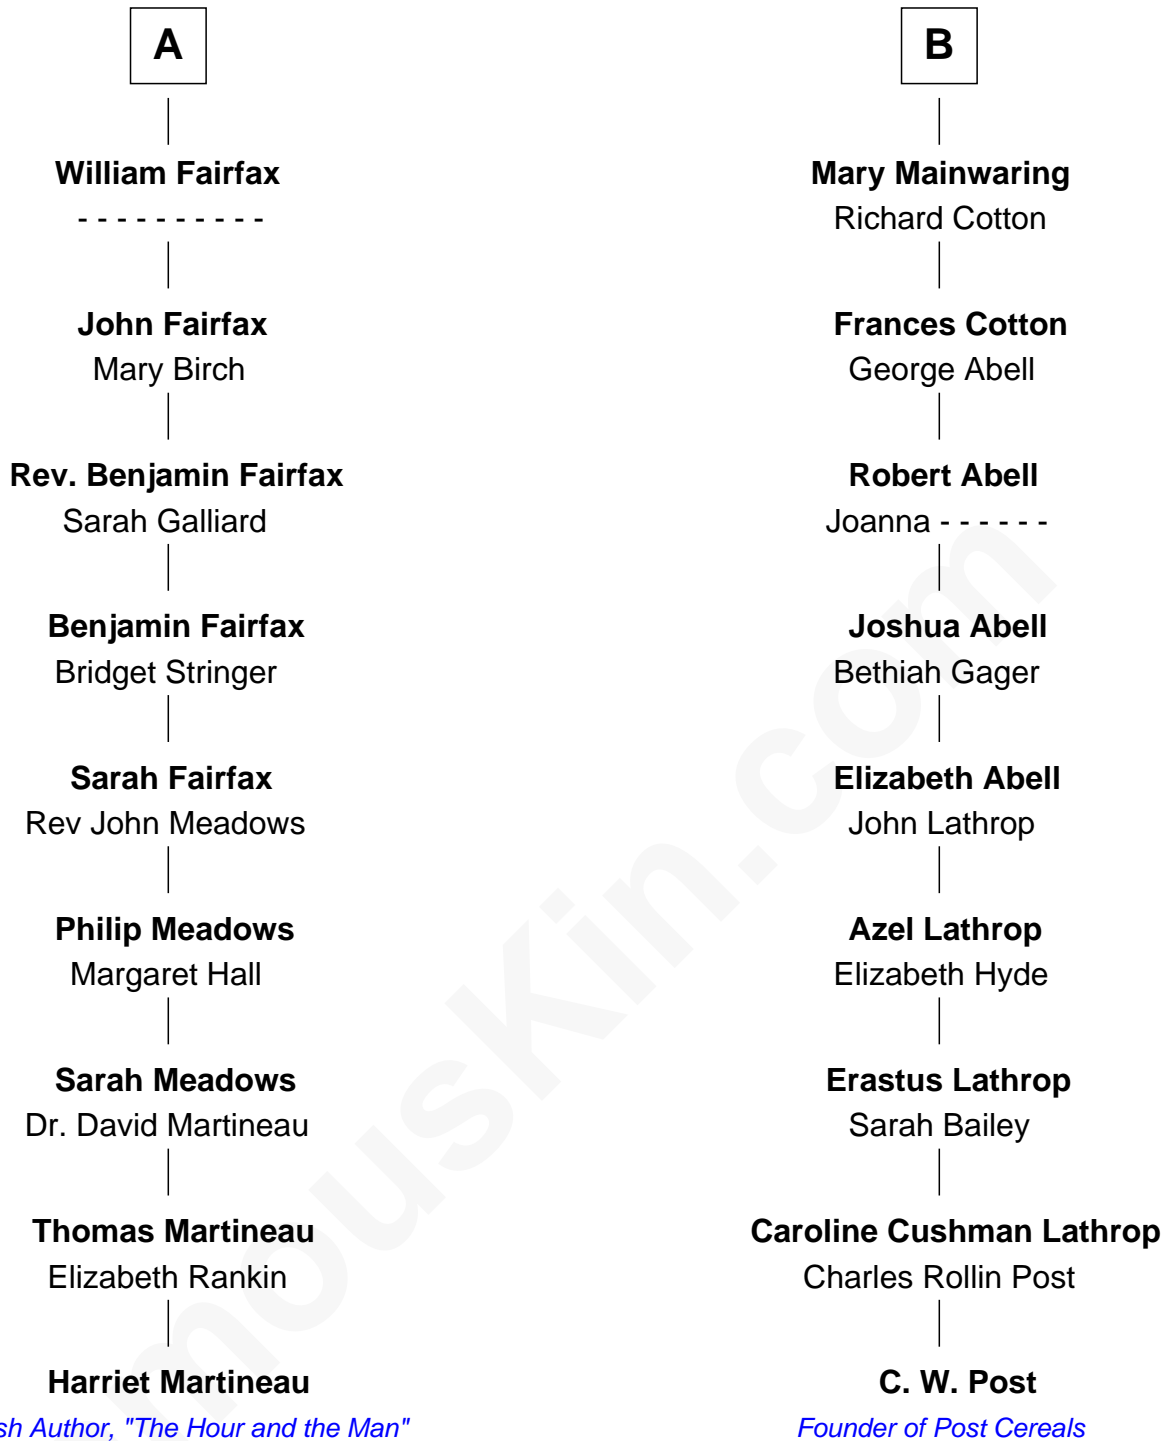 A
William Fairfax
- - - - - - - - - -
John Fairfax
Mary Birch
Rev. Benjamin Fairfax
Sarah Galliard
Benjamin Fairfax
Bridget Stringer
Sarah Fairfax
Rev John Meadows
Philip Meadows
Margaret Hall
Sarah Meadows
Dr. David Martineau
Thomas Martineau
Elizabeth Rankin
Harriet Martineau
Author, "The Hour and the Man"
B
Mary Mainwaring
Richard Cotton
Frances Cotton
George Abell
Robert Abell
Joanna - - - - - -
Joshua Abell
Bethiah Gager
Elizabeth Abell
John Lathrop
Azel Lathrop
Elizabeth Hyde
Erastus Lathrop
Sarah Bailey
Caroline Cushman Lathrop
Charles Rollin Post
C. W. Post
Founder of Post Cereals
mousKin.com